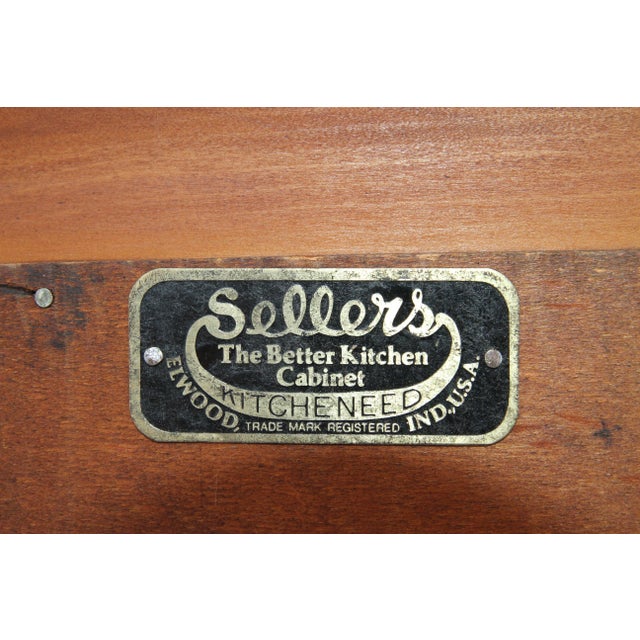 Sellers
The Better Kitchen
Cabinet
KITCHENEED
ELWOOD, IND., U.S.A.
TRADE MARK REGISTERED